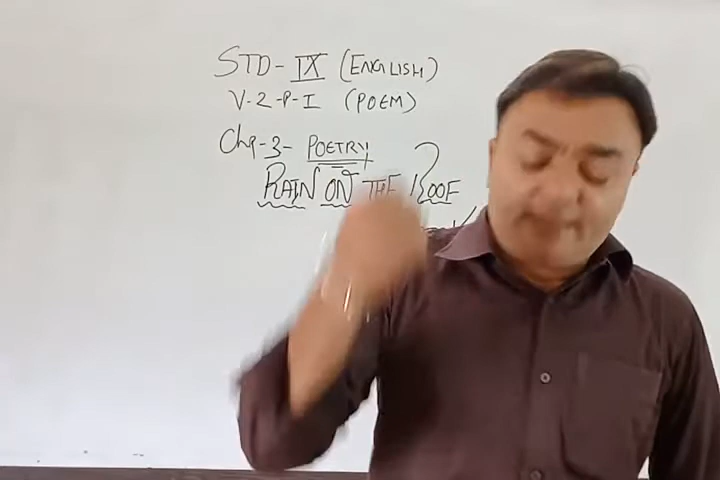 STD - IX (ENGLISH)
V-2-P-I (POEM)
Chp-3- POETRY
RAIN ON THE ROOF